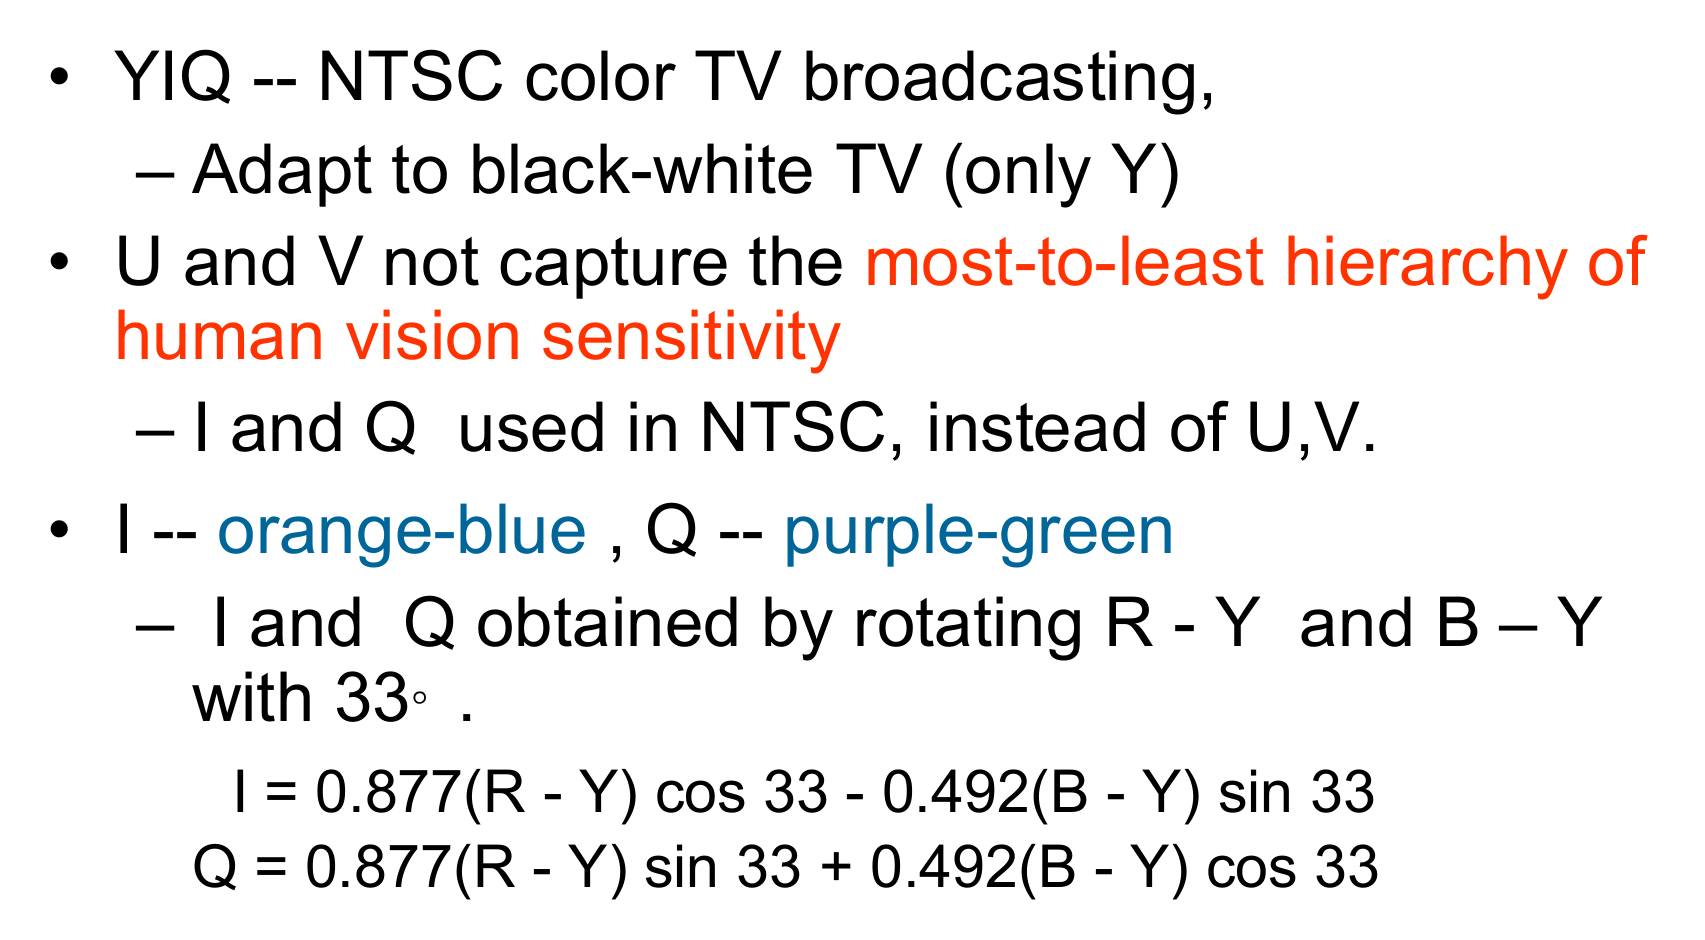 • YIQ -- NTSC color TV broadcasting,
– Adapt to black-white TV (only Y)
• U and V not capture the most-to-least hierarchy of
human vision sensitivity
– I and Q used in NTSC, instead of U,V.
• I -- orange-blue , Q -- purple-green
– I and Q obtained by rotating R - Y and B – Y
with 33◦ .
I = 0.877(R - Y) cos 33 - 0.492(B - Y) sin 33
Q = 0.877(R - Y) sin 33 + 0.492(B - Y) cos 33